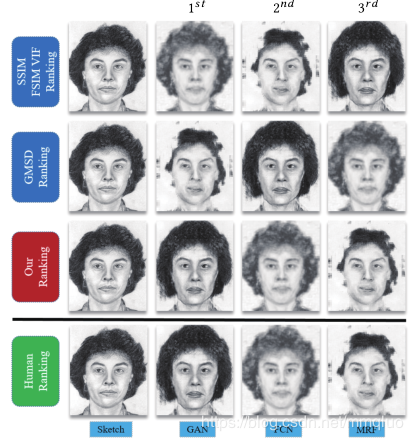 1st 2nd 3rd
SSIM
FSIM VIF
Ranking
GMSD
Ranking
Our
Ranking
Human
Ranking
Sketch GAN FCN MRF
https://blog.csdn.net/nimgluo